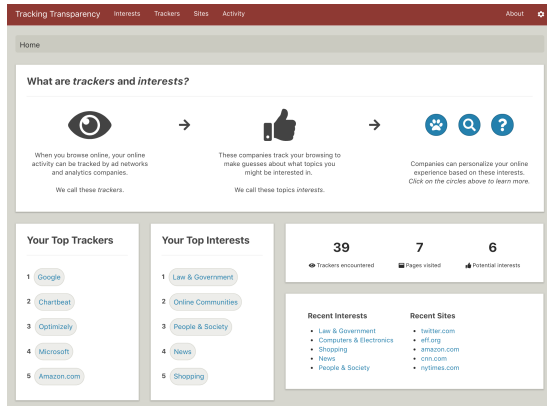 Tracking Transparency Interests Trackers Sites Activity About
Home
What are trackers and interests?
When you browse online, your online
activity can be tracked by ad networks
and analytics companies.
We call these trackers.
These companies track your browsing to
make guesses about what topics you
might be interested in.
We call these topics interests.
?
Companies can personalize your online
experience based on these interests.
Click on the circles above to learn more.
Your Top Trackers
1 Google
2 Chartbeat
3 Optimizely
4 Microsoft
5 Amazon.com
Your Top Interests
1 Law & Government
2 Online Communities
3 People & Society
4 News
5 Shopping
39 7 6
Trackers encountered Pages visited Potential interests
Recent Interests
• Law & Government
• Computers & Electronics
• Shopping
• News
• People & Society
Recent Sites
• twitter.com
• eff.org
• amazon.com
• cnn.com
• nytimes.com